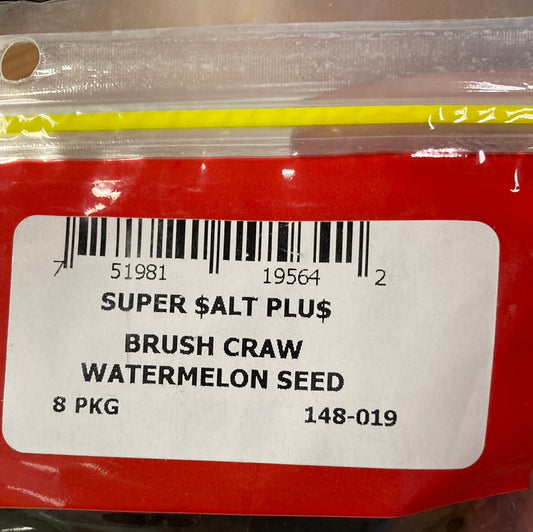 7 51981 19564 2
SUPER $ALT PLU$
BRUSH CRAW
WATERMELON SEED
8 PKG 148-019